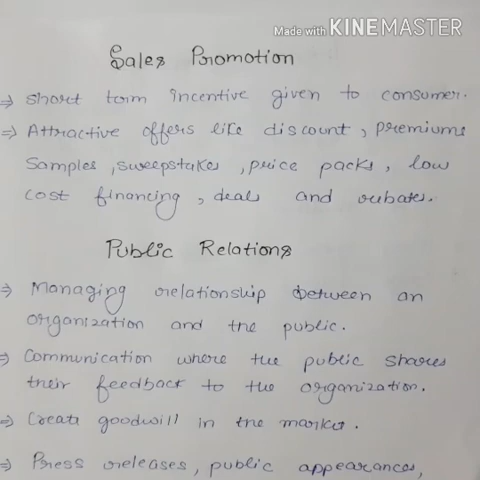 Made with KINEMASTER
Sales Promotion
⇒ Short term incentive given to consumer.
⇒ Attractive offers like discount, premiums
samples, sweepstakes, price packs, low
cost financing, deals and rebates.
Public Relations
⇒ Managing relationship between an
organization and the public.
⇒ Communication where the public shares
their feedback to the organization.
⇒ Create goodwill in the market.
⇒ Press releases, public appearances,